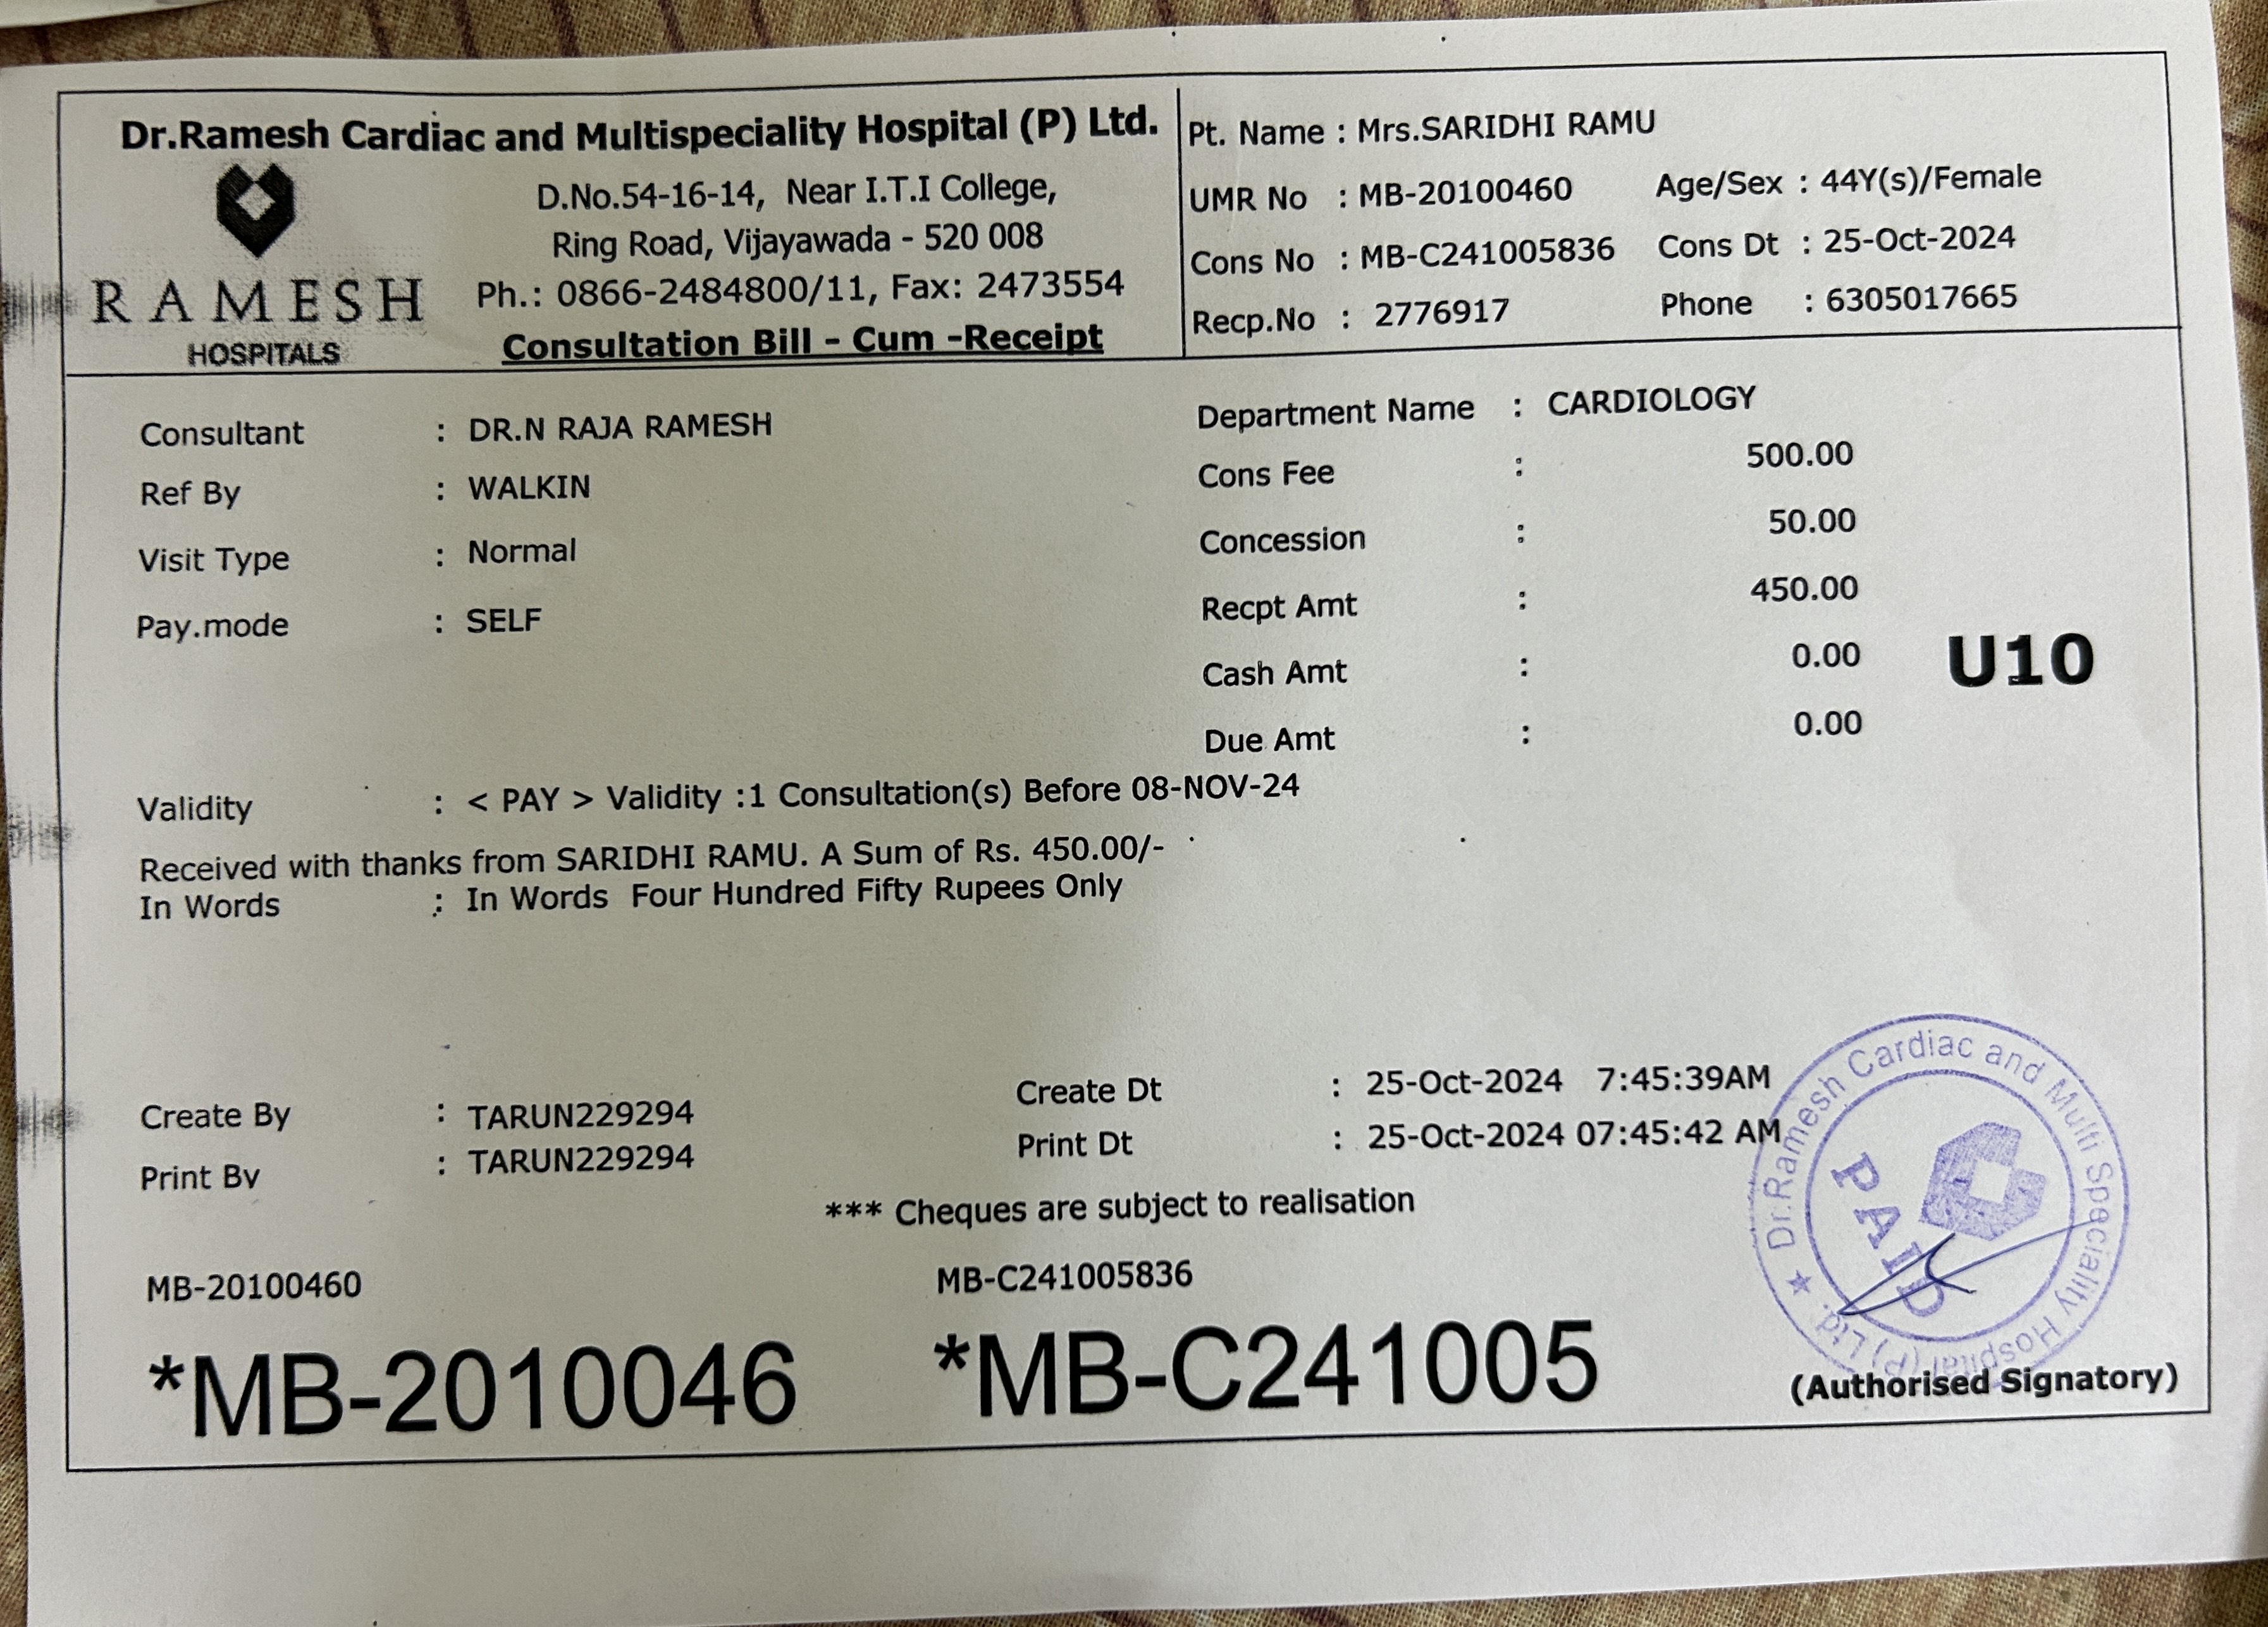 Dr.Ramesh Cardiac and Multispeciality Hospital (P) Ltd.
RAMESH
HOSPITALS
D.No.54-16-14, Near I.T.I College,
Ring Road, Vijayawada - 520 008
Ph.: 0866-2484800/11, Fax: 2473554
Consultation Bill - Cum -Receipt
Pt. Name : Mrs.SARIDHI RAMU
UMR No : MB-20100460 Age/Sex : 44Y(s)/Female
Cons No : MB-C241005836 Cons Dt : 25-Oct-2024
Recp.No : 2776917 Phone : 6305017665
Consultant : DR.N RAJA RAMESH Department Name : CARDIOLOGY
Ref By : WALKIN Cons Fee : 500.00
Visit Type : Normal Concession : 50.00
Pay.mode : SELF Recpt Amt : 450.00
Cash Amt : 0.00 U10
Due Amt : 0.00
Validity : < PAY > Validity :1 Consultation(s) Before 08-NOV-24
Received with thanks from SARIDHI RAMU. A Sum of Rs. 450.00/-
In Words : In Words Four Hundred Fifty Rupees Only
Create By : TARUN229294 Create Dt : 25-Oct-2024 7:45:39AM
Print By : TARUN229294 Print Dt : 25-Oct-2024 07:45:42 AM
*** Cheques are subject to realisation
MB-20100460 MB-C241005836
*MB-2010046 *MB-C241005
Dr.Ramesh Cardiac and Multi Speciality Hospital (P) Ltd. ★
PAID
(Authorised Signatory)